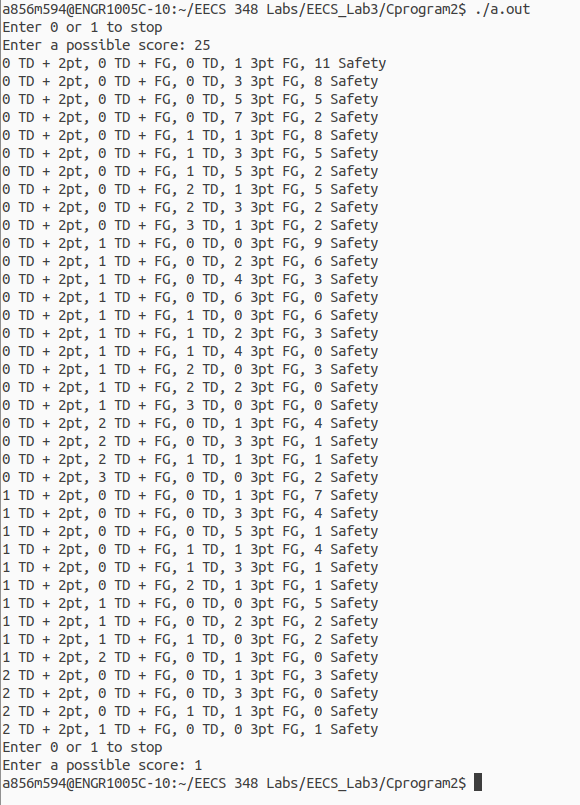 a856m594@ENGR1005C-10:~/EECS 348 Labs/EECS_Lab3/Cprogram2$ ./a.out
Enter 0 or 1 to stop
Enter a possible score: 25
0 TD + 2pt, 0 TD + FG, 0 TD, 1 3pt FG, 11 Safety
0 TD + 2pt, 0 TD + FG, 0 TD, 3 3pt FG, 8 Safety
0 TD + 2pt, 0 TD + FG, 0 TD, 5 3pt FG, 5 Safety
0 TD + 2pt, 0 TD + FG, 0 TD, 7 3pt FG, 2 Safety
0 TD + 2pt, 0 TD + FG, 1 TD, 1 3pt FG, 8 Safety
0 TD + 2pt, 0 TD + FG, 1 TD, 3 3pt FG, 5 Safety
0 TD + 2pt, 0 TD + FG, 1 TD, 5 3pt FG, 2 Safety
0 TD + 2pt, 0 TD + FG, 2 TD, 1 3pt FG, 5 Safety
0 TD + 2pt, 0 TD + FG, 2 TD, 3 3pt FG, 2 Safety
0 TD + 2pt, 0 TD + FG, 3 TD, 1 3pt FG, 2 Safety
0 TD + 2pt, 1 TD + FG, 0 TD, 0 3pt FG, 9 Safety
0 TD + 2pt, 1 TD + FG, 0 TD, 2 3pt FG, 6 Safety
0 TD + 2pt, 1 TD + FG, 0 TD, 4 3pt FG, 3 Safety
0 TD + 2pt, 1 TD + FG, 0 TD, 6 3pt FG, 0 Safety
0 TD + 2pt, 1 TD + FG, 1 TD, 0 3pt FG, 6 Safety
0 TD + 2pt, 1 TD + FG, 1 TD, 2 3pt FG, 3 Safety
0 TD + 2pt, 1 TD + FG, 1 TD, 4 3pt FG, 0 Safety
0 TD + 2pt, 1 TD + FG, 2 TD, 0 3pt FG, 3 Safety
0 TD + 2pt, 1 TD + FG, 2 TD, 2 3pt FG, 0 Safety
0 TD + 2pt, 1 TD + FG, 3 TD, 0 3pt FG, 0 Safety
0 TD + 2pt, 2 TD + FG, 0 TD, 1 3pt FG, 4 Safety
0 TD + 2pt, 2 TD + FG, 0 TD, 3 3pt FG, 1 Safety
0 TD + 2pt, 2 TD + FG, 1 TD, 1 3pt FG, 1 Safety
0 TD + 2pt, 3 TD + FG, 0 TD, 0 3pt FG, 2 Safety
1 TD + 2pt, 0 TD + FG, 0 TD, 1 3pt FG, 7 Safety
1 TD + 2pt, 0 TD + FG, 0 TD, 3 3pt FG, 4 Safety
1 TD + 2pt, 0 TD + FG, 0 TD, 5 3pt FG, 1 Safety
1 TD + 2pt, 0 TD + FG, 1 TD, 1 3pt FG, 4 Safety
1 TD + 2pt, 0 TD + FG, 1 TD, 3 3pt FG, 1 Safety
1 TD + 2pt, 0 TD + FG, 2 TD, 1 3pt FG, 1 Safety
1 TD + 2pt, 1 TD + FG, 0 TD, 0 3pt FG, 5 Safety
1 TD + 2pt, 1 TD + FG, 0 TD, 2 3pt FG, 2 Safety
1 TD + 2pt, 1 TD + FG, 1 TD, 0 3pt FG, 2 Safety
1 TD + 2pt, 2 TD + FG, 0 TD, 1 3pt FG, 0 Safety
2 TD + 2pt, 0 TD + FG, 0 TD, 1 3pt FG, 3 Safety
2 TD + 2pt, 0 TD + FG, 0 TD, 3 3pt FG, 0 Safety
2 TD + 2pt, 0 TD + FG, 1 TD, 1 3pt FG, 0 Safety
2 TD + 2pt, 1 TD + FG, 0 TD, 0 3pt FG, 1 Safety
Enter 0 or 1 to stop
Enter a possible score: 1
a856m594@ENGR1005C-10:~/EECS 348 Labs/EECS_Lab3/Cprogram2$